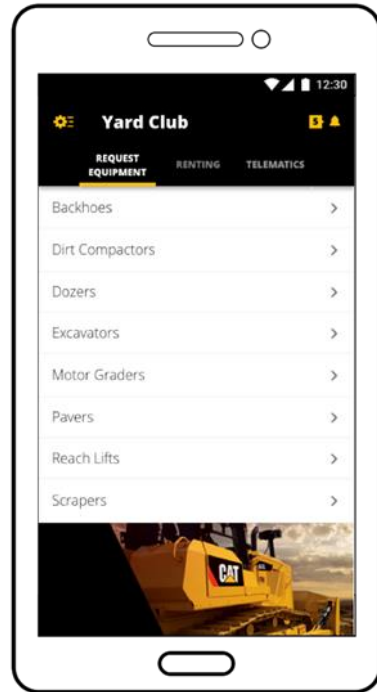 12:30
Yard Club
REQUEST
EQUIPMENT
RENTING
TELEMATICS
Backhoes
Dirt Compactors
Dozers
Excavators
Motor Graders
Pavers
Reach Lifts
Scrapers
CAT